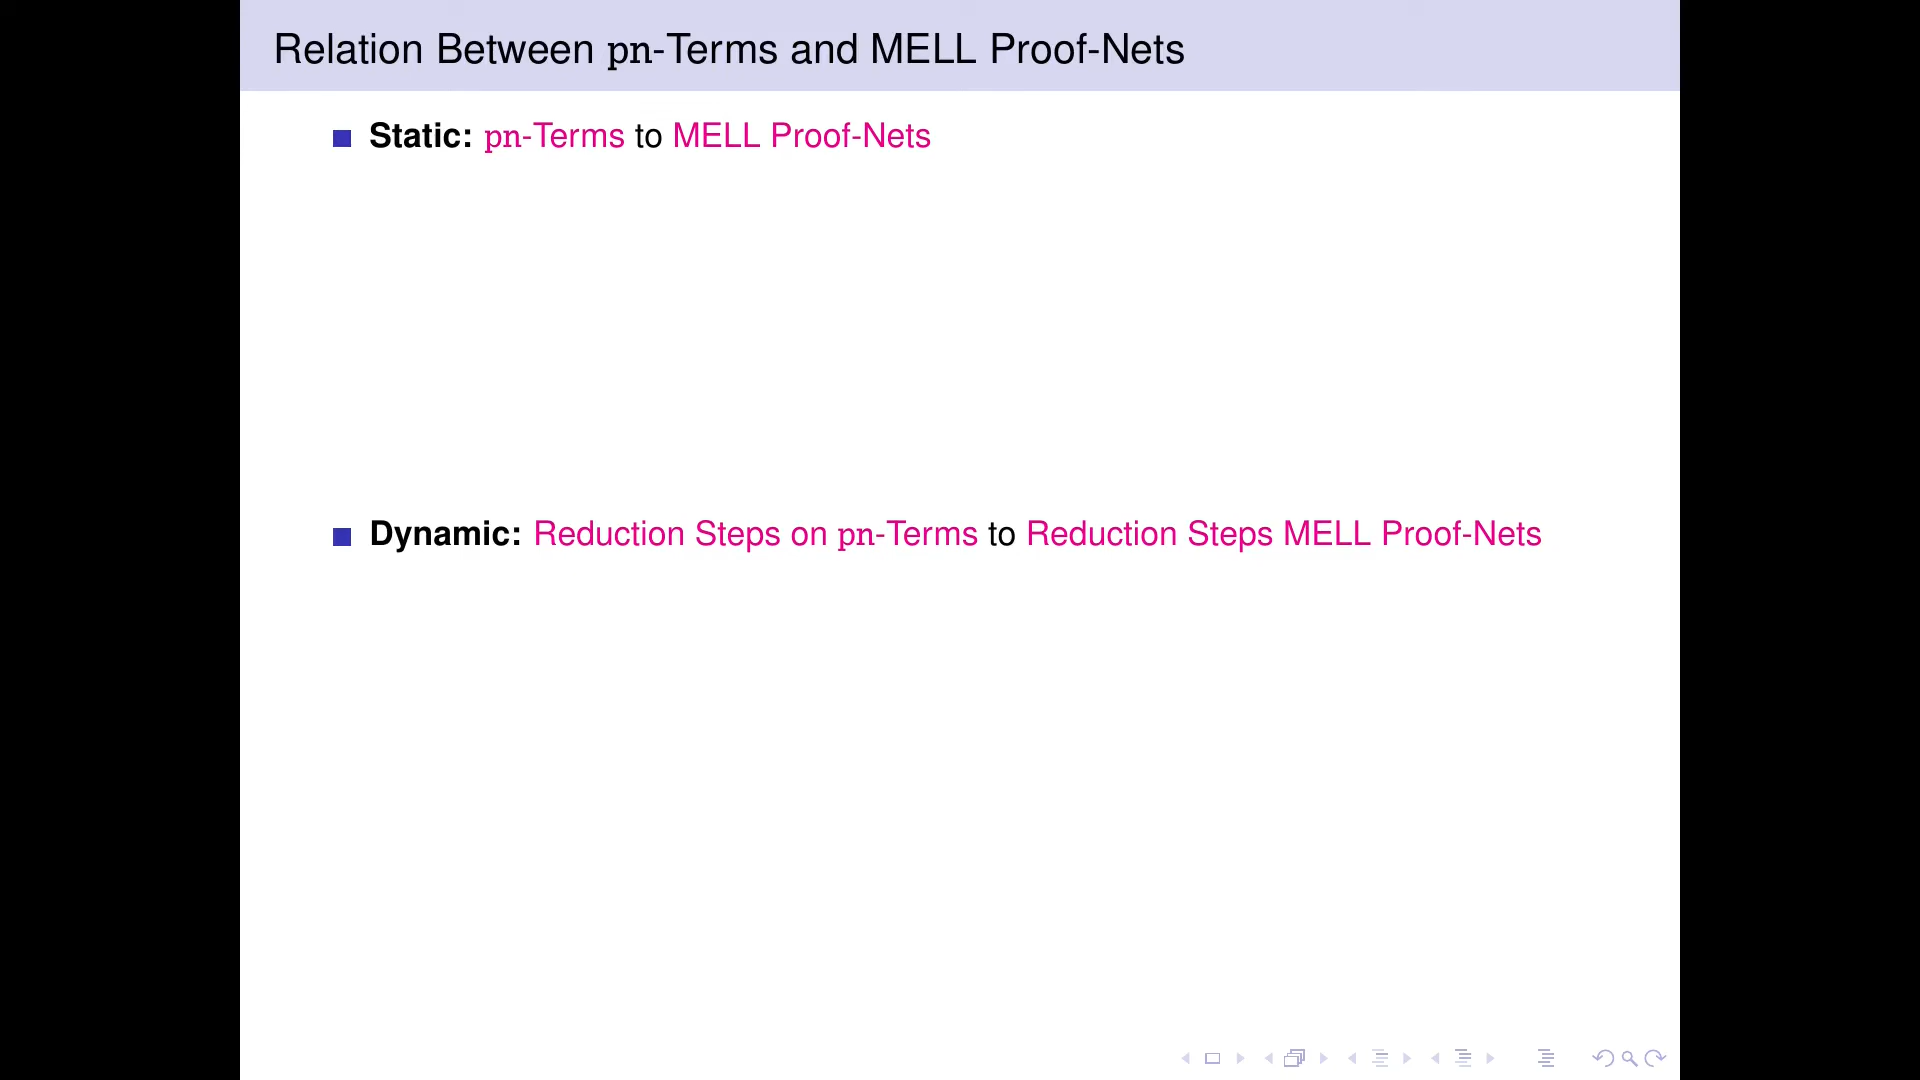 Relation Between pn-Terms and MELL Proof-Nets
Static: pn-Terms to MELL Proof-Nets
Dynamic: Reduction Steps on pn-Terms to Reduction Steps MELL Proof-Nets